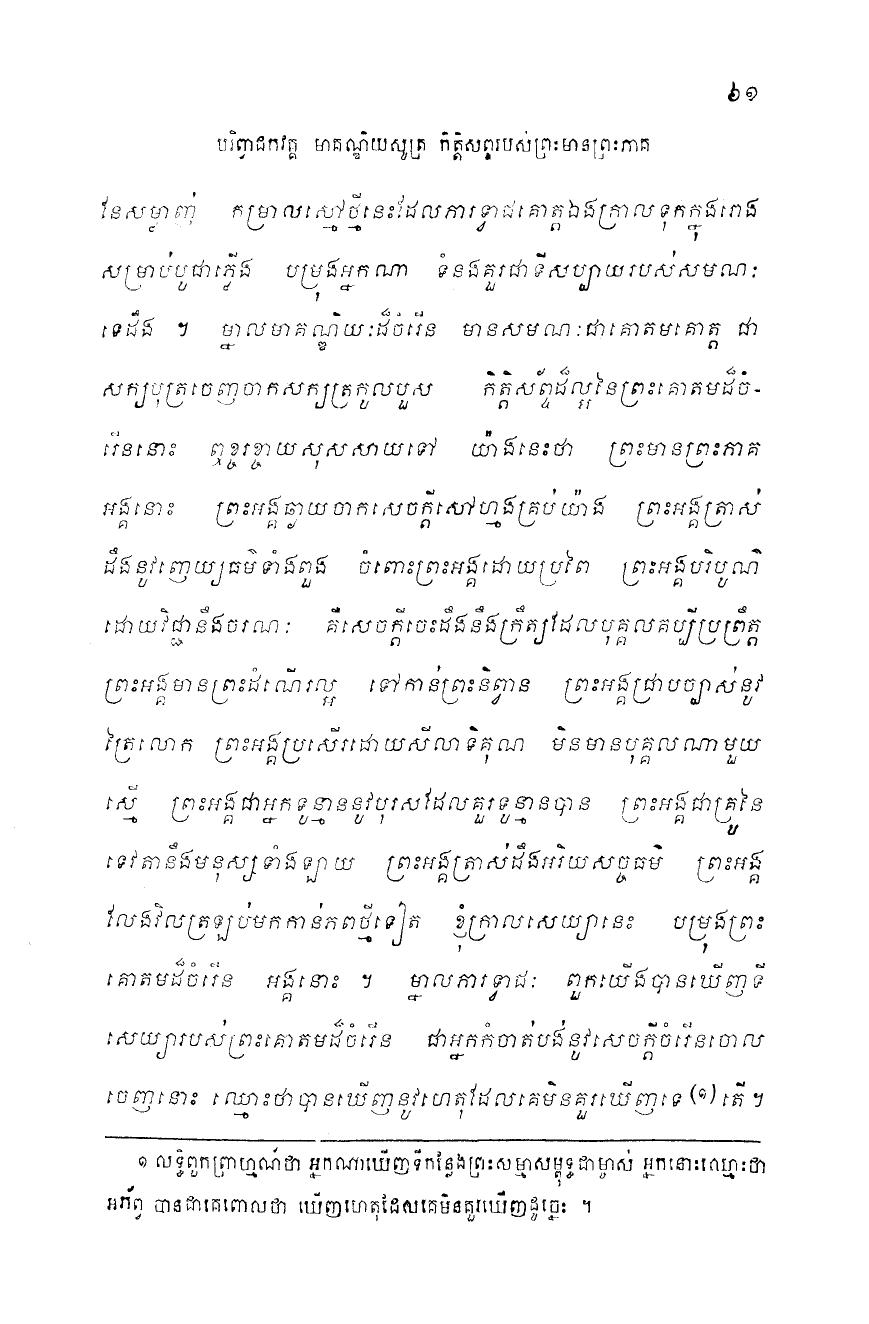 ៦១
បរិព្វាជកវគ្គ មាគណ្ឌិយសូត្រ កិត្តិសព្ទរបស់ព្រះមានព្រះភាគ
នៃសម្លាញ់ កម្រាលស្មៅថ្មីនេះដែលភារទ្វាជគោត្តឯងក្រាលទុកក្នុងរោង
សម្រាប់បូជាភ្លើង បម្រុងអ្នកណា ទំនងគួរជាទីសប្បាយរបស់សមណៈ
ទេដឹង ។ ម្នាលមាគណ្ឌិយៈដ៏ចំរើន មានសមណៈជាគោតមគោត្ត ជា
សក្យបុត្រចេញចាកសក្យត្រកូលបួស កិត្តិស័ព្ទដ៏ល្អនៃព្រះគោតមដ៏ចំ-
រើននោះ ឮខ្ចរខ្ចាយសុសសាយទៅ យ៉ាងនេះថា ព្រះមានព្រះភាគ
អង្គនោះ ព្រះអង្គឆ្ងាយចាកសេចក្តីសៅហ្មងគ្រប់យ៉ាង ព្រះអង្គត្រាស់
ដឹងនូវញេយ្យធម៌ទាំងពួង ចំពោះព្រះអង្គដោយប្រពៃ ព្រះអង្គបរិបូណ៌
ដោយវិជ្ជានឹងចរណៈ គឺសេចក្តីចេះដឹងនឹងក្រឹត្យដែលបុគ្គលគប្បីប្រព្រឹត្ត
ព្រះអង្គមានព្រះដំណើរល្អ ទៅកាន់ព្រះនិព្វាន ព្រះអង្គជ្រាបច្បាស់នូវ
ត្រៃលោក ព្រះអង្គប្រសើរដោយសីលាទិគុណ មិនមានបុគ្គលណាមួយ
ស្មើ ព្រះអង្គជាអ្នកទូន្មាននូវបុរសដែលគួរទូន្មានបាន ព្រះអង្គជាគ្រូនៃ
ទេវតានឹងមនុស្សទាំងឡាយ ព្រះអង្គត្រាស់ដឹងអរិយសច្ចធម៌ ព្រះអង្គ
លែងវិលត្រឡប់មកកាន់ភពថ្មីទៀត ខ្ញុំក្រាលសេយ្យានេះ បម្រុងព្រះ
គោតមដ៏ចំរើន អង្គនោះ ។ ម្នាលភារទ្វាជៈ ពួកយើងបានឃើញទី
សេយ្យារបស់ព្រះគោតមដ៏ចំរើន ជាអ្នកកំចាត់បង់នូវសេចក្តីចំរើនចោល
ចេញនោះ ឈ្មោះថាបានឃើញនូវហេតុដែលគេមិនគួរឃើញទេ (១) តើ ។
១ លទ្ធិពួកព្រាហ្មណ៍ថា អ្នកណាឃើញទីកន្លែងព្រះសម្មាសម្ពុទ្ធជាម្ចាស់ អ្នកនោះឈ្មោះថា
អភ័ព្វ បានជាគេពោលថា ឃើញហេតុដែលគេមិនគួរឃើញដូច្នេះ ។